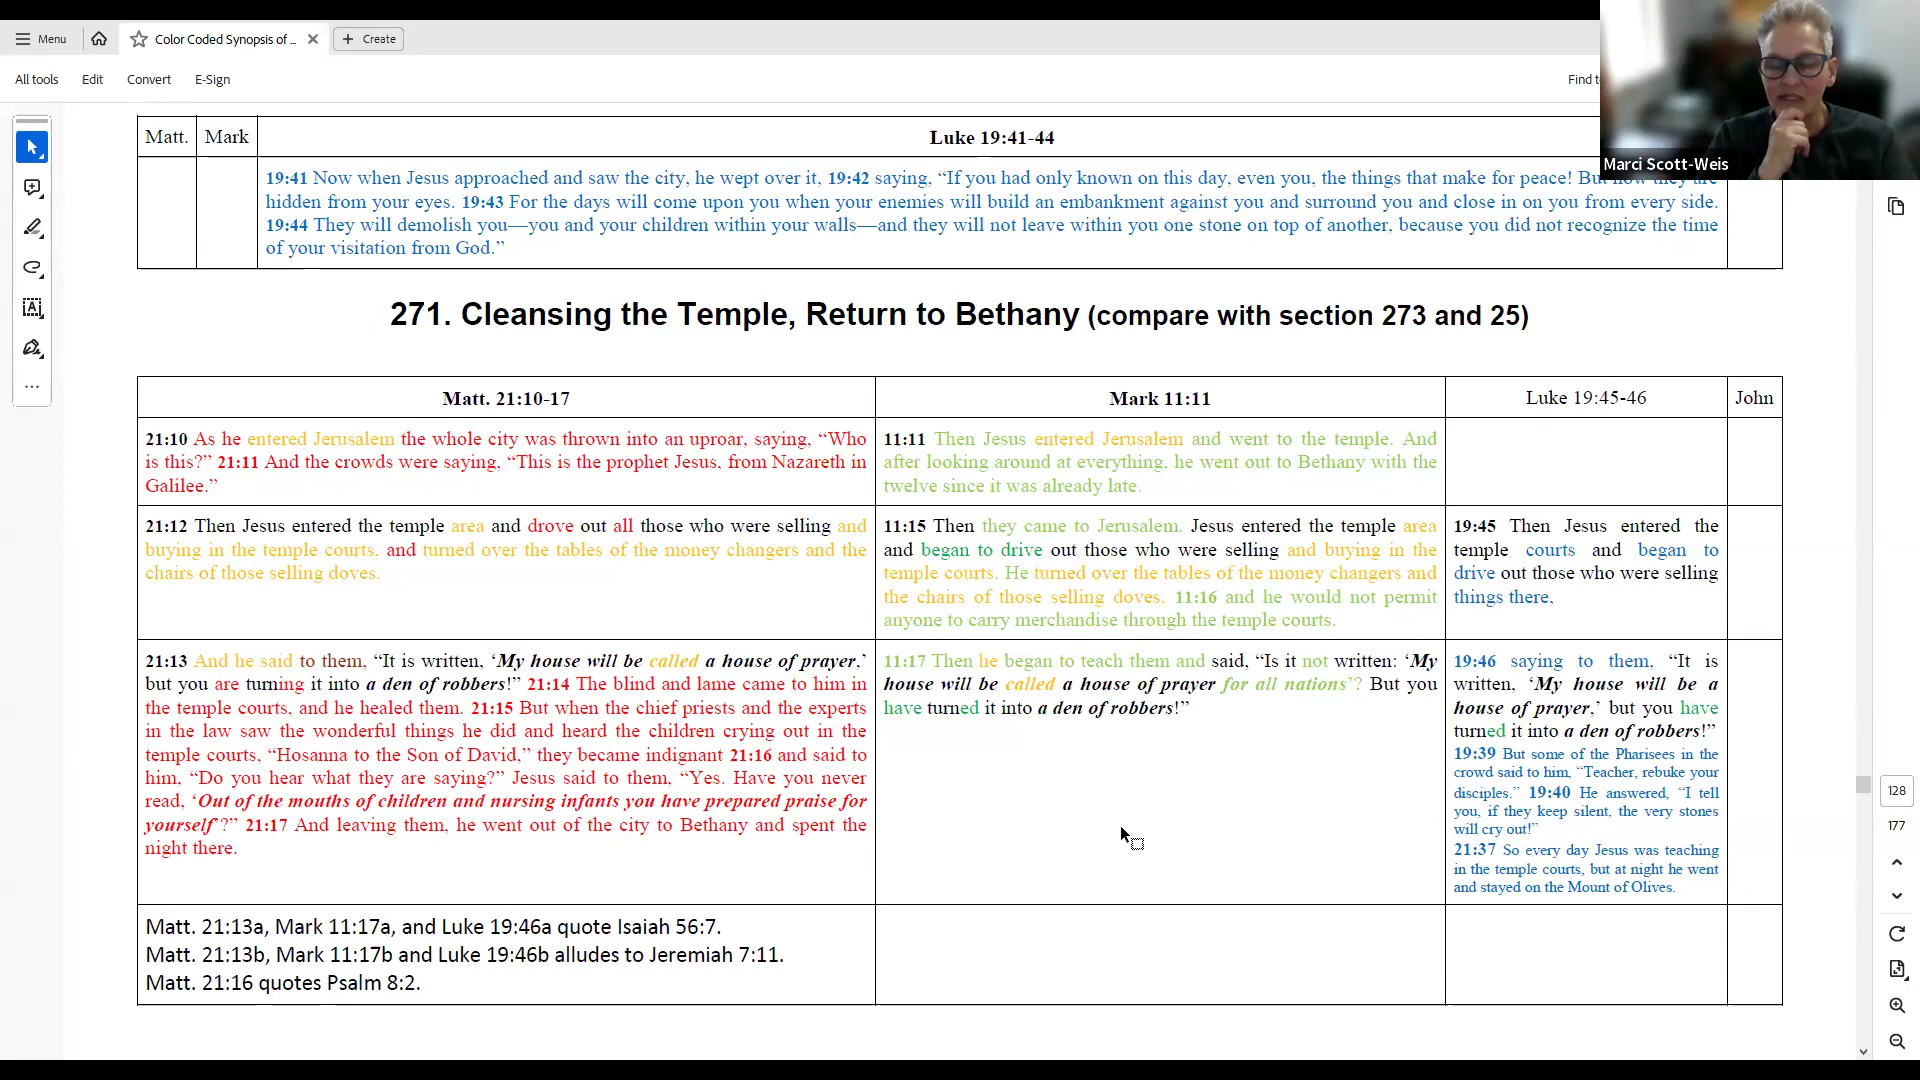 Menu
Color Coded Synopsis of ...
Create
All tools
Edit
Convert
E-Sign
Marci Scott-Weis
Matt.
Mark
Luke 19:41-44
19:41 Now when Jesus approached and saw the city, he wept over it, 19:42 saying, “If you had only known on this day, even you, the things that make for peace! But now they are
hidden from your eyes. 19:43 For the days will come upon you when your enemies will build an embankment against you and surround you and close in on you from every side.
19:44 They will demolish you—you and your children within your walls—and they will not leave within you one stone on top of another, because you did not recognize the time
of your visitation from God.”
271. Cleansing the Temple, Return to Bethany (compare with section 273 and 25)
Matt. 21:10-17
Mark 11:11
Luke 19:45-46
John
21:10 As he entered Jerusalem the whole city was thrown into an uproar, saying, “Who
is this?” 21:11 And the crowds were saying, “This is the prophet Jesus, from Nazareth in
Galilee.”
11:11 Then Jesus entered Jerusalem and went to the temple. And
after looking around at everything, he went out to Bethany with the
twelve since it was already late.
21:12 Then Jesus entered the temple area and drove out all those who were selling and
buying in the temple courts, and turned over the tables of the money changers and the
chairs of those selling doves.
11:15 Then they came to Jerusalem. Jesus entered the temple area
and began to drive out those who were selling and buying in the
temple courts. He turned over the tables of the money changers and
the chairs of those selling doves, 11:16 and he would not permit
anyone to carry merchandise through the temple courts.
19:45 Then Jesus entered the
temple courts and began to
drive out those who were selling
things there,
21:13 And he said to them, “It is written, ‘My house will be called a house of prayer,’
but you are turning it into a den of robbers!” 21:14 The blind and lame came to him in
the temple courts, and he healed them. 21:15 But when the chief priests and the experts
in the law saw the wonderful things he did and heard the children crying out in the
temple courts, “Hosanna to the Son of David,” they became indignant 21:16 and said to
him, “Do you hear what they are saying?” Jesus said to them, “Yes. Have you never
read, ‘Out of the mouths of children and nursing infants you have prepared praise for
yourself’?” 21:17 And leaving them, he went out of the city to Bethany and spent the
night there.
11:17 Then he began to teach them and said, “Is it not written: ‘My
house will be called a house of prayer for all nations’? But you
have turned it into a den of robbers!”
19:46 saying to them, “It is
written, ‘My house will be a
house of prayer,’ but you have
turned it into a den of robbers!”
19:39 But some of the Pharisees in the
crowd said to him, “Teacher, rebuke your
disciples.” 19:40 He answered, “I tell
you, if they keep silent, the very stones
will cry out!”
21:37 So every day Jesus was teaching
in the temple courts, but at night he went
and stayed on the Mount of Olives.
Matt. 21:13a, Mark 11:17a, and Luke 19:46a quote Isaiah 56:7.
Matt. 21:13b, Mark 11:17b and Luke 19:46b alludes to Jeremiah 7:11.
Matt. 21:16 quotes Psalm 8:2.
128
177